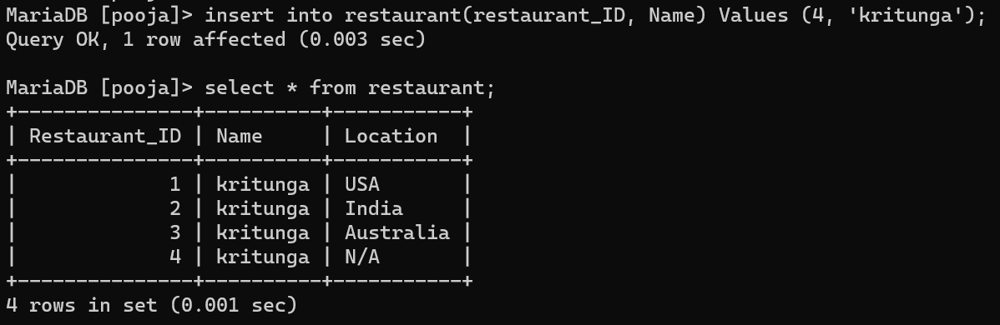 MariaDB [pooja]> insert into restaurant(restaurant_ID, Name) Values (4, 'kritunga');
Query OK, 1 row affected (0.003 sec)
MariaDB [pooja]> select * from restaurant;
+---------------+----------+-----------+
| Restaurant_ID | Name     | Location  |
+---------------+----------+-----------+
|             1 | kritunga | USA       |
|             2 | kritunga | India     |
|             3 | kritunga | Australia |
|             4 | kritunga | N/A       |
+---------------+----------+-----------+
4 rows in set (0.001 sec)